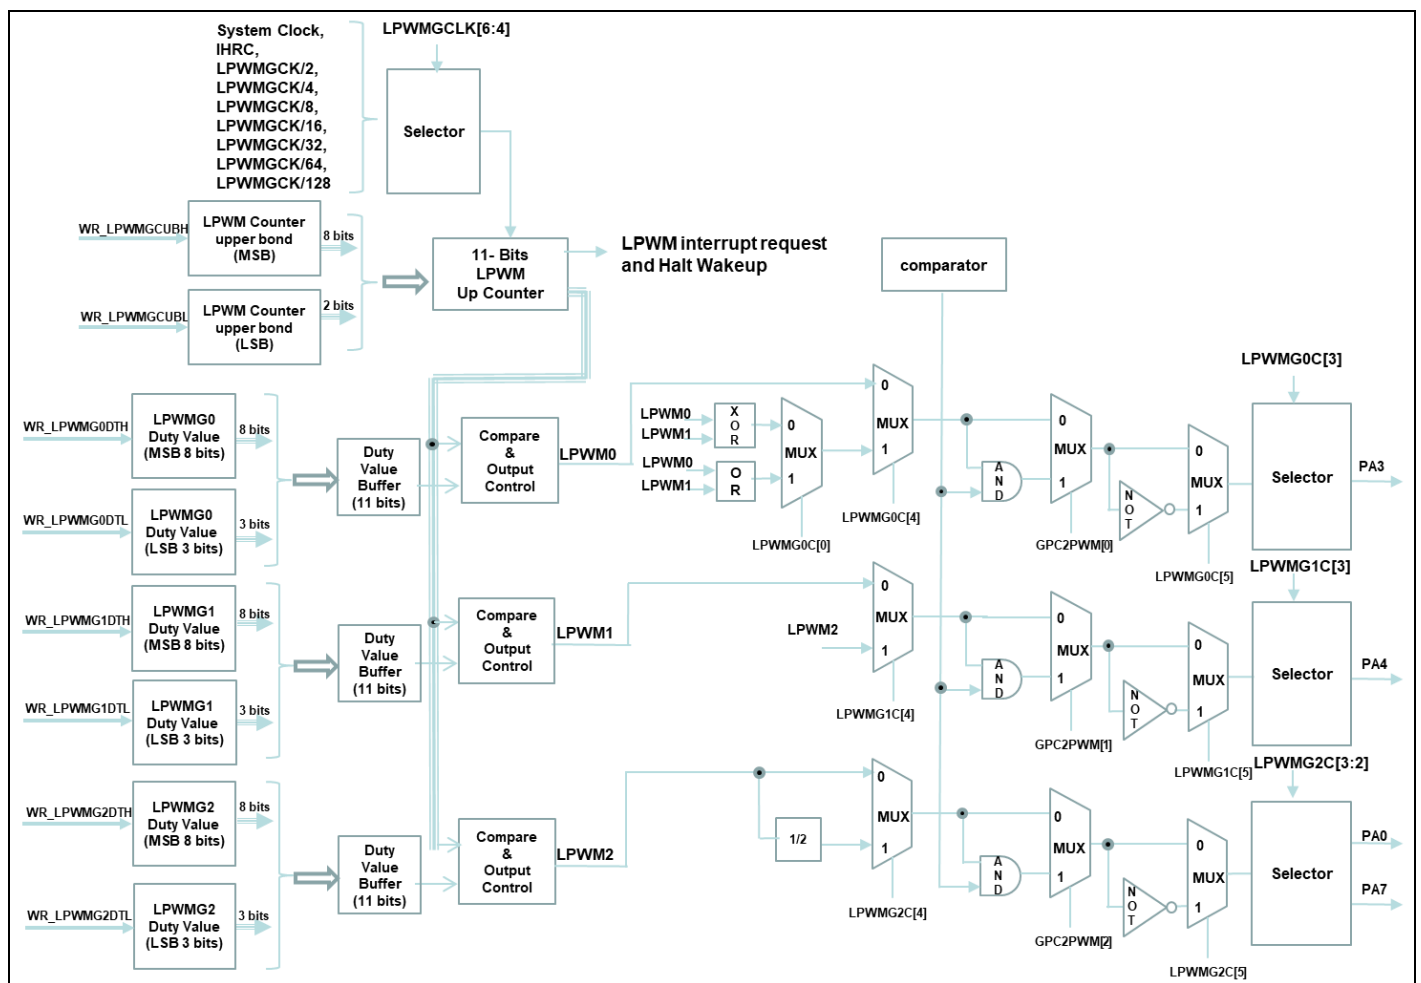 System Clock,
IHRC,
LPWMGCK/2,
LPWMGCK/4,
LPWMGCK/8,
LPWMGCK/16,
LPWMGCK/32,
LPWMGCK/64,
LPWMGCK/128
LPWMGCLK[6:4]
Selector
WR_LPWMGCUBH
LPWM Counter
upper bond
(MSB)
8 bits
WR_LPWMGCUBL
LPWM Counter
upper bond
(LSB)
2 bits
11- Bits
LPWM
Up Counter
LPWM interrupt request
and Halt Wakeup
comparator
WR_LPWMG0DTH
LPWMG0
Duty Value
(MSB 8 bits)
8 bits
WR_LPWMG0DTL
LPWMG0
Duty Value
(LSB 3 bits)
3 bits
Duty
Value
Buffer
(11 bits)
Compare
&
Output
Control
LPWM0
LPWM0
LPWM1
XOR
LPWM0
LPWM1
OR
0
MUX
1
LPWMG0C[0]
0
MUX
1
LPWMG0C[4]
AND
0
MUX
1
GPC2PWM[0]
NOT
0
MUX
1
LPWMG0C[5]
LPWMG0C[3]
Selector
PA3
WR_LPWMG1DTH
LPWMG1
Duty Value
(MSB 8 bits)
8 bits
WR_LPWMG1DTL
LPWMG1
Duty Value
(LSB 3 bits)
3 bits
Duty
Value
Buffer
(11 bits)
Compare
&
Output
Control
LPWM1
LPWM2
0
MUX
1
LPWMG1C[4]
AND
0
MUX
1
GPC2PWM[1]
NOT
0
MUX
1
LPWMG1C[5]
LPWMG1C[3]
Selector
PA4
WR_LPWMG2DTH
LPWMG2
Duty Value
(MSB 8 bits)
8 bits
WR_LPWMG2DTL
LPWMG2
Duty Value
(LSB 3 bits)
3 bits
Duty
Value
Buffer
(11 bits)
Compare
&
Output
Control
LPWM2
1/2
0
MUX
1
LPWMG2C[4]
AND
0
MUX
1
GPC2PWM[2]
NOT
0
MUX
1
LPWMG2C[5]
LPWMG2C[3:2]
Selector
PA0
PA7